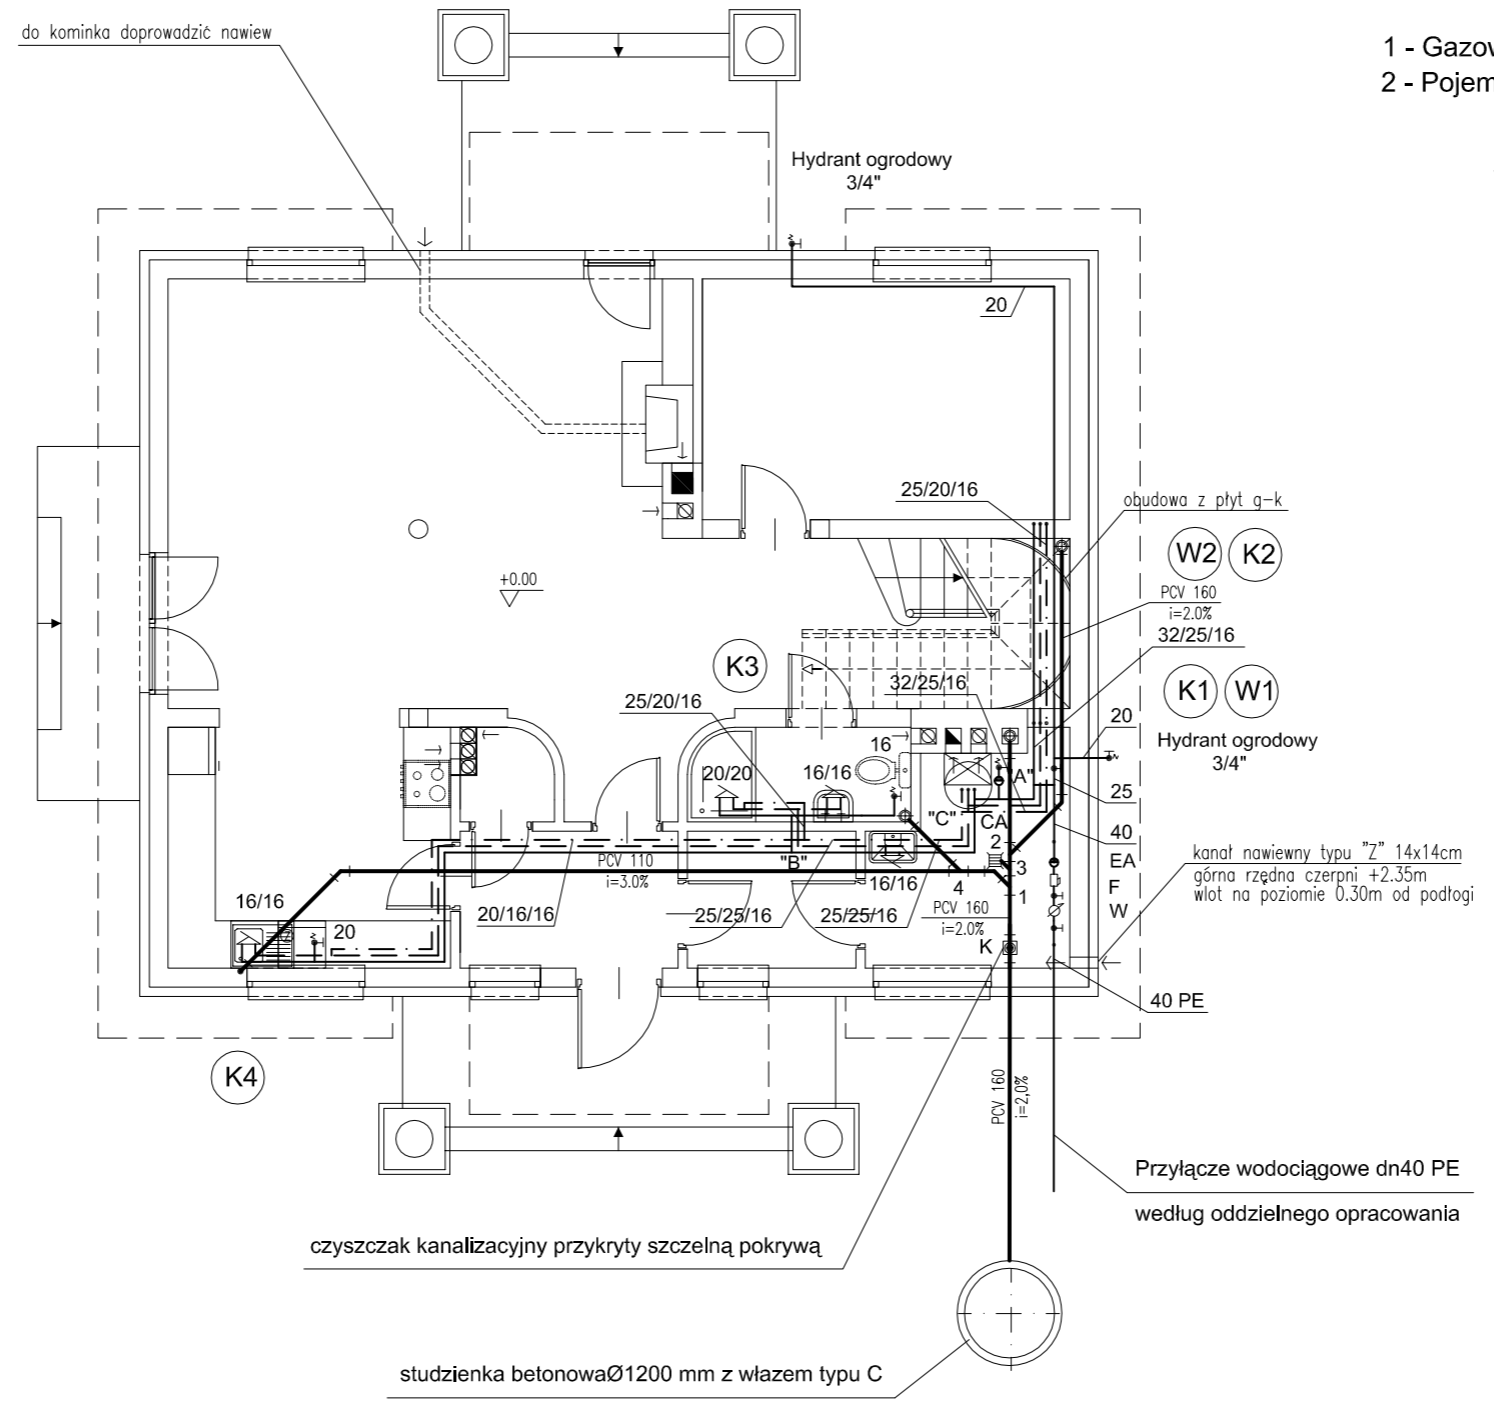 do kominka doprowadzić nawiew
1 - Gazow
2 - Pojem
Hydrant ogrodowy
3/4"
20
25/20/16
obudowa z płyt g-k
W2
K2
+0.00
PCV 160
i=2.0%
32/25/16
K3
32/25/16
K1
W1
25/20/16
20
Hydrant ogrodowy
3/4"
16
20/20
16/16
"A"
25
"C"
CA
40
2
EA
kanał nawiewny typu "Z" 14x14cm
górna rzędna czerpni +2.35m
wlot na poziomie 0.30m od podłogi
PCV 110
i=3.0%
"B"
3
F
16/16
4
1
W
16/16
20/16/16
25/25/16
25/25/16
PCV 160
i=2.0%
20
K
40 PE
K4
PCV 160
i=2,0%
Przyłącze wodociągowe dn40 PE
według oddzielnego opracowania
czyszczak kanalizacyjny przykryty szczelną pokrywą
studzienka betonowaØ1200 mm z włazem typu C